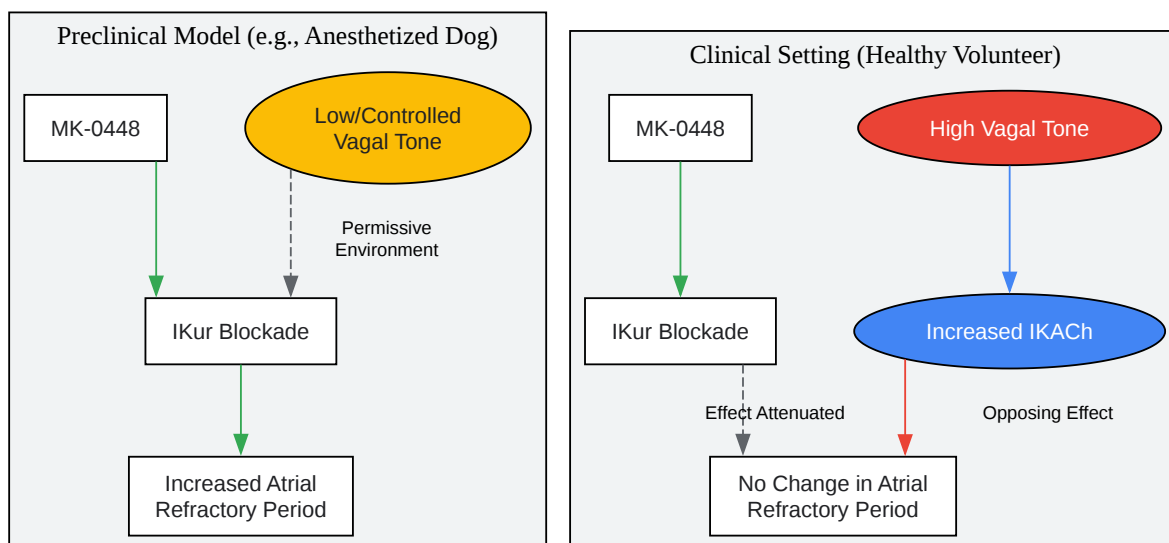 Preclinical Model (e.g., Anesthetized Dog)
MK-0448
Low/Controlled
Vagal Tone
Permissive
Environment
IKur Blockade
Increased Atrial
Refractory Period
Clinical Setting (Healthy Volunteer)
MK-0448
High Vagal Tone
IKur Blockade
Increased IKACh
Effect Attenuated
Opposing Effect
No Change in Atrial
Refractory Period